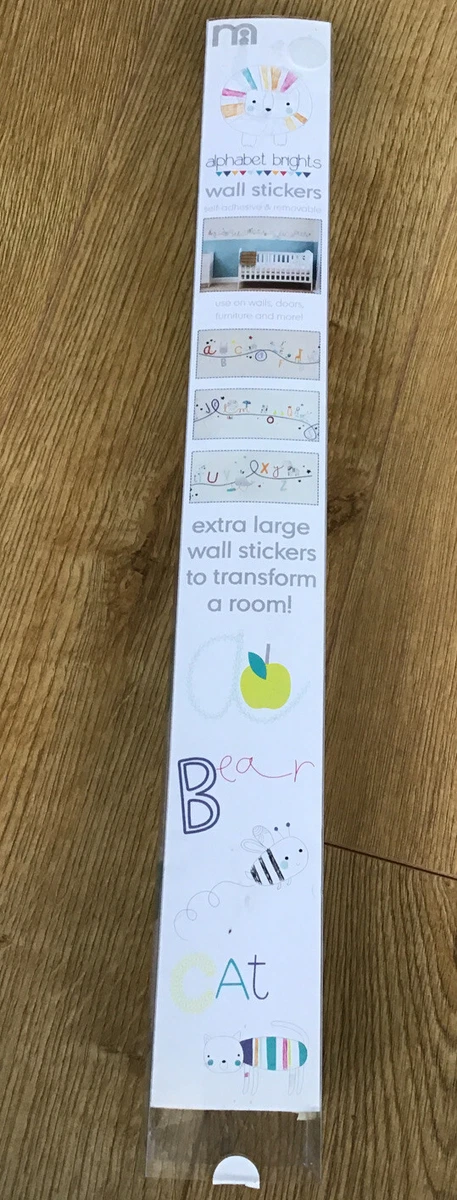 m
alphabet brights
wall stickers
self-adhesive & removable
use on walls, doors,
furniture and more!
extra large
wall stickers
to transform
a room!
a
Bear
CAt